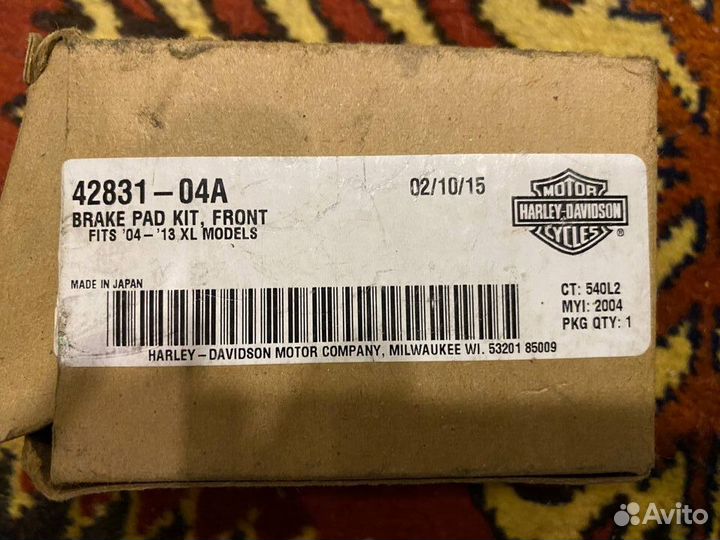 42831-04A 02/10/15
BRAKE PAD KIT, FRONT
FITS '04-'13 XL MODELS
MOTOR
HARLEY-DAVIDSON
CYCLES
®
MADE IN JAPAN
CT: 540L2
MYI: 2004
PKG QTY: 1
HARLEY-DAVIDSON MOTOR COMPANY, MILWAUKEE WI. 53201 85009
Avito